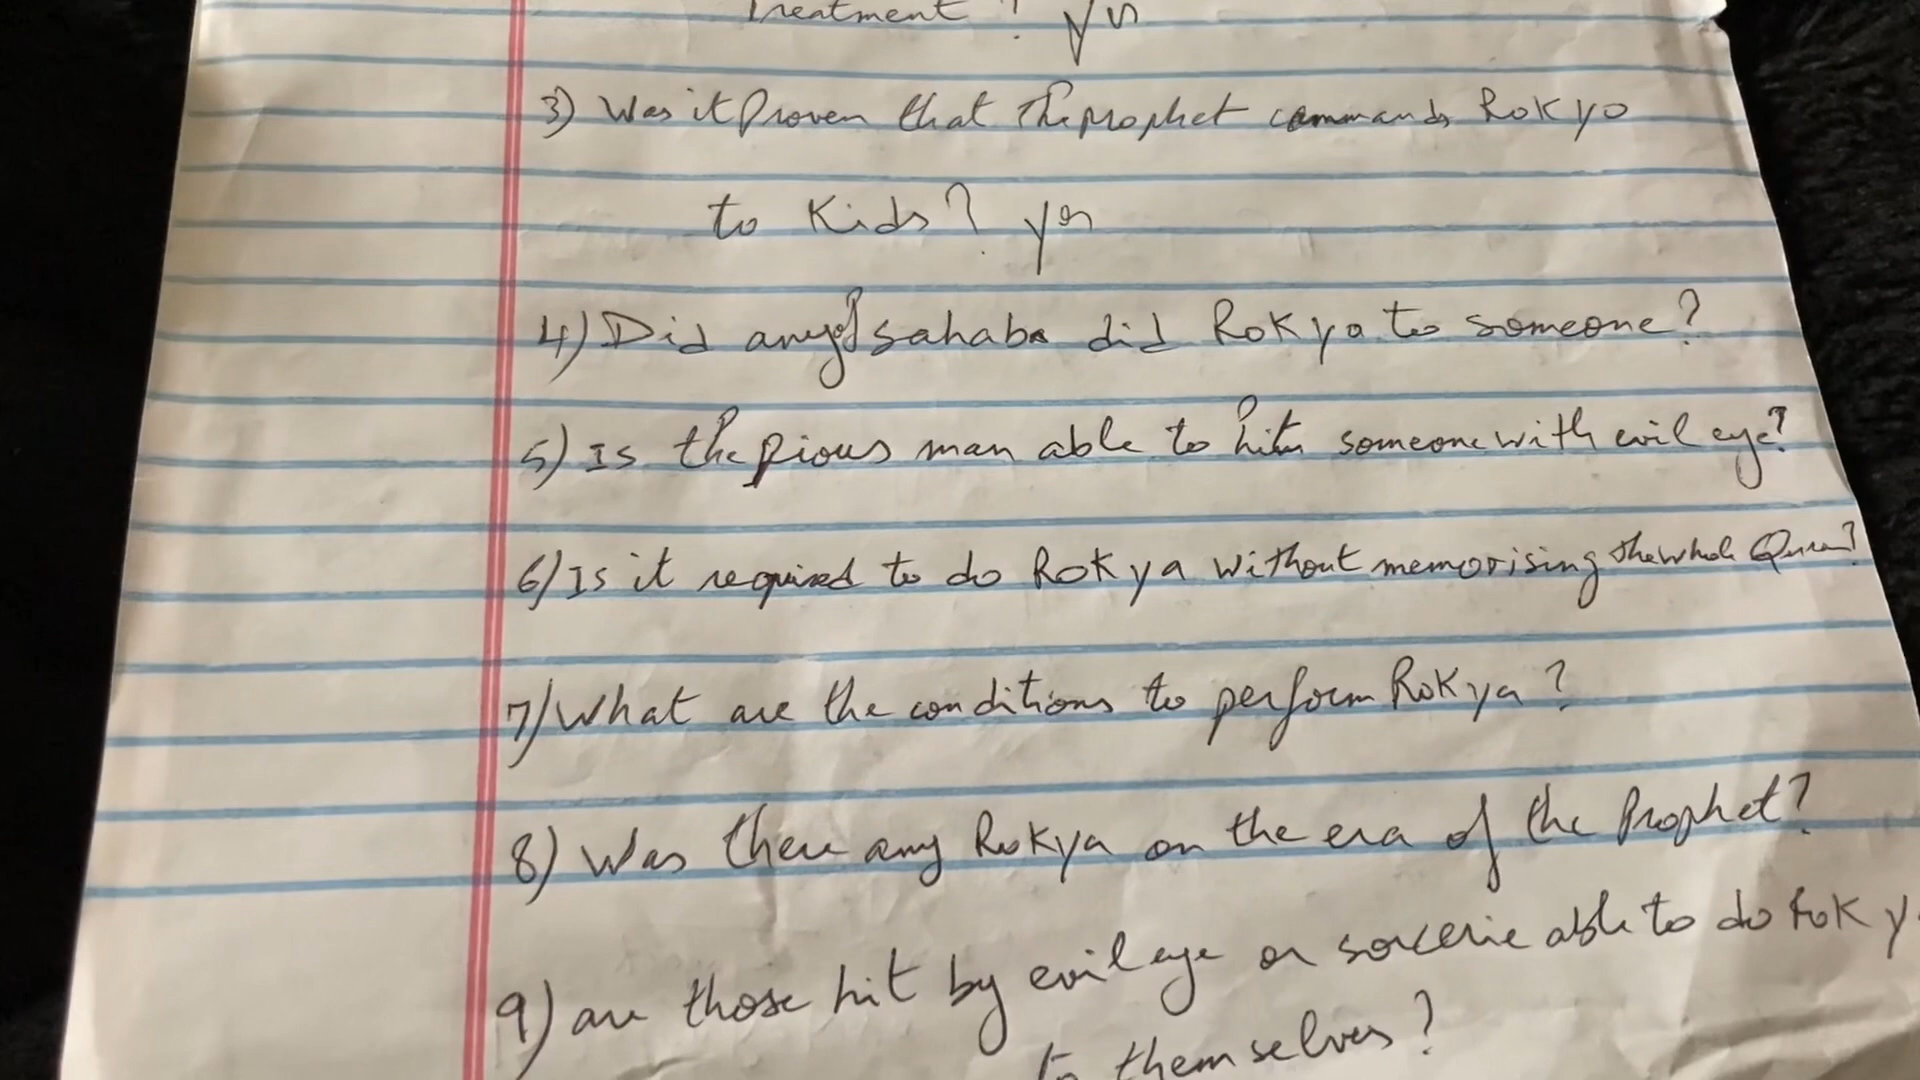 Treatment ? yes
3) Was it Proven that The prophet commands Rokya
to Kids ? yes
4) Did any of sahaba did Rokya to someone ?
5) Is the pious man able to someone with evil eye?
6) Is it required to do Rokya without memorising the whole Quran?
7) What are the conditions to perform Rokya ?
8) Was there any Rokya on the era of the Prophet?
9) are those hit by evil eye or sorcerie able to do Roky
to themselves ?